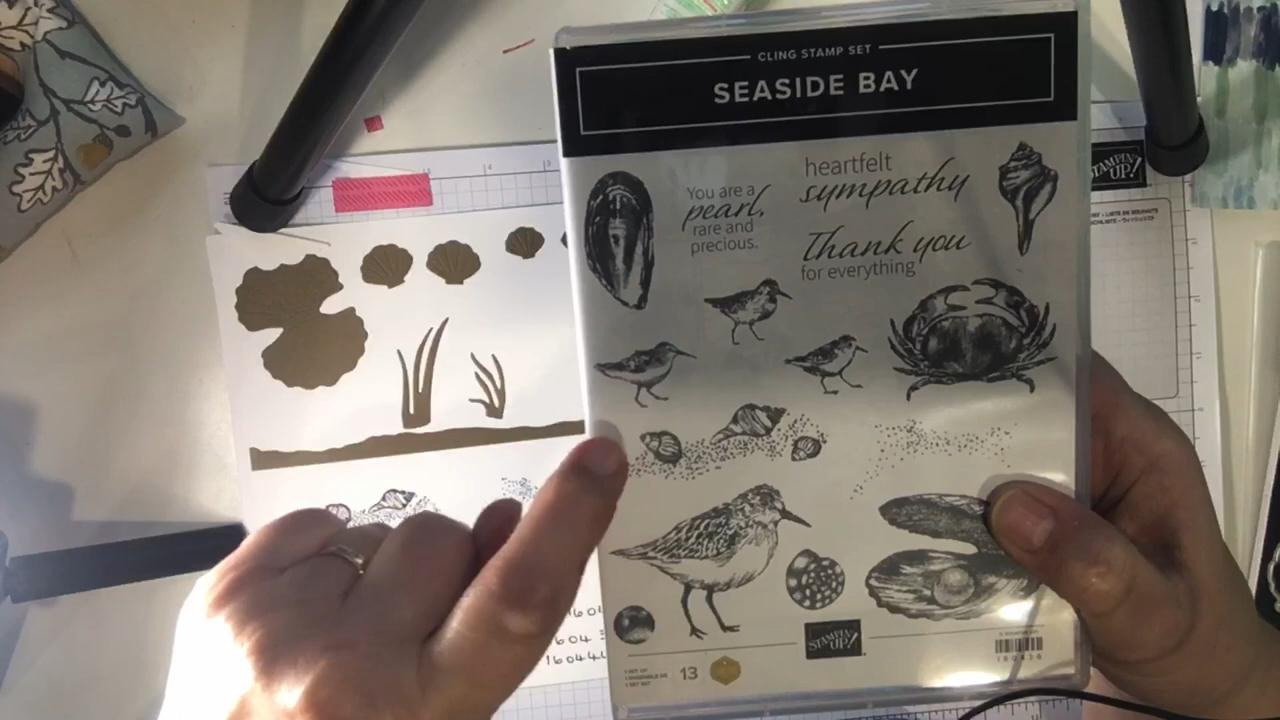 CLING STAMP SET
SEASIDE BAY
You are a
pearl,
rare and
precious.
heartfelt
sympathy
Thank you
for everything
STAMPIN' UP!
13
STAMPIN' UP!
1604